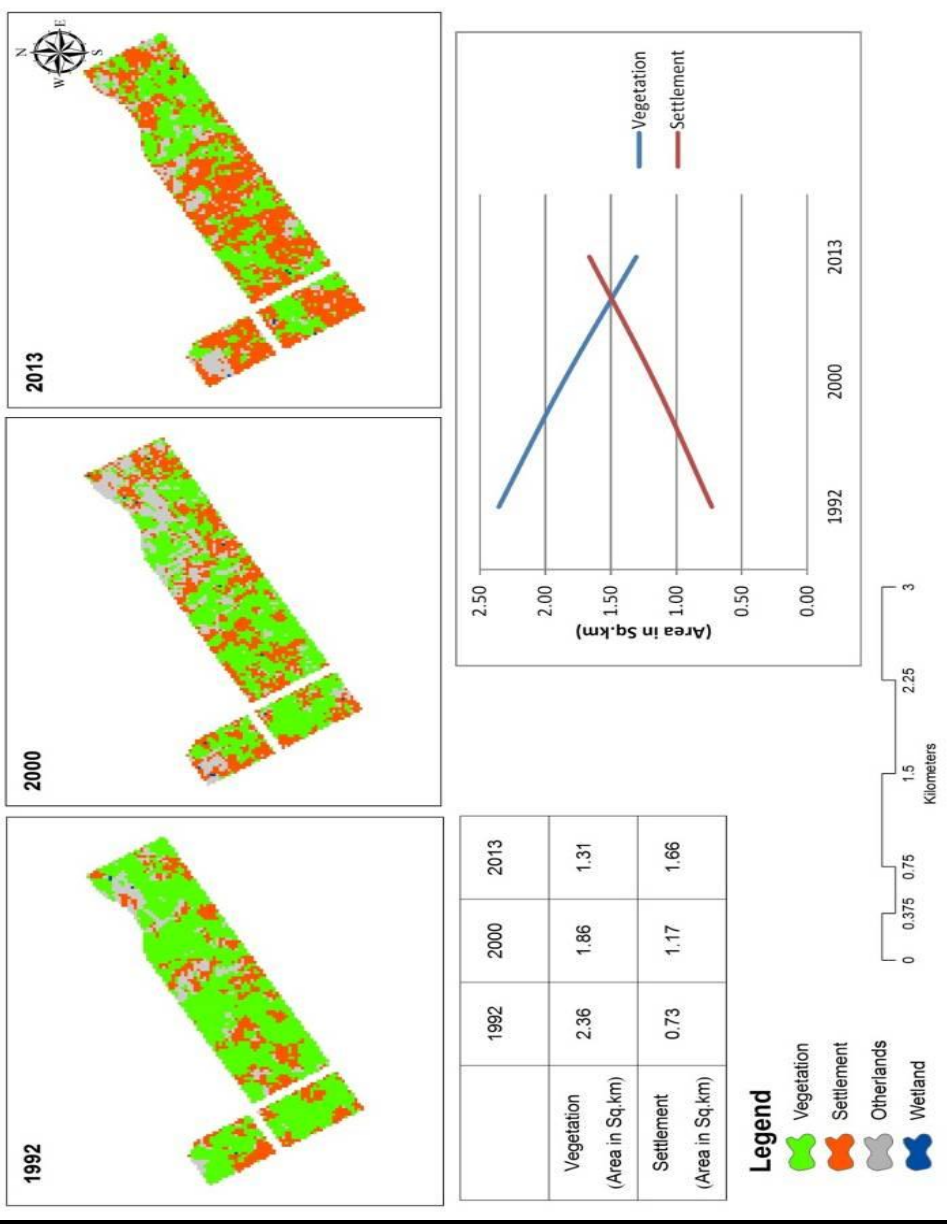 1992
2000
2013
N
E
W
S
1992 2000 2013
Vegetation
(Area in Sq.km)
2.36 1.86 1.31
Settlement
(Area in Sq.km)
0.73 1.17 1.66
2.50
2.00
1.50
1.00
0.50
0.00
(Area in Sq.km)
1992 2000 2013
Vegetation
Settlement
Legend
Vegetation
Settlement
Otherlands
Wetland
0 0.375 0.75 1.5 2.25 3
Kilometers